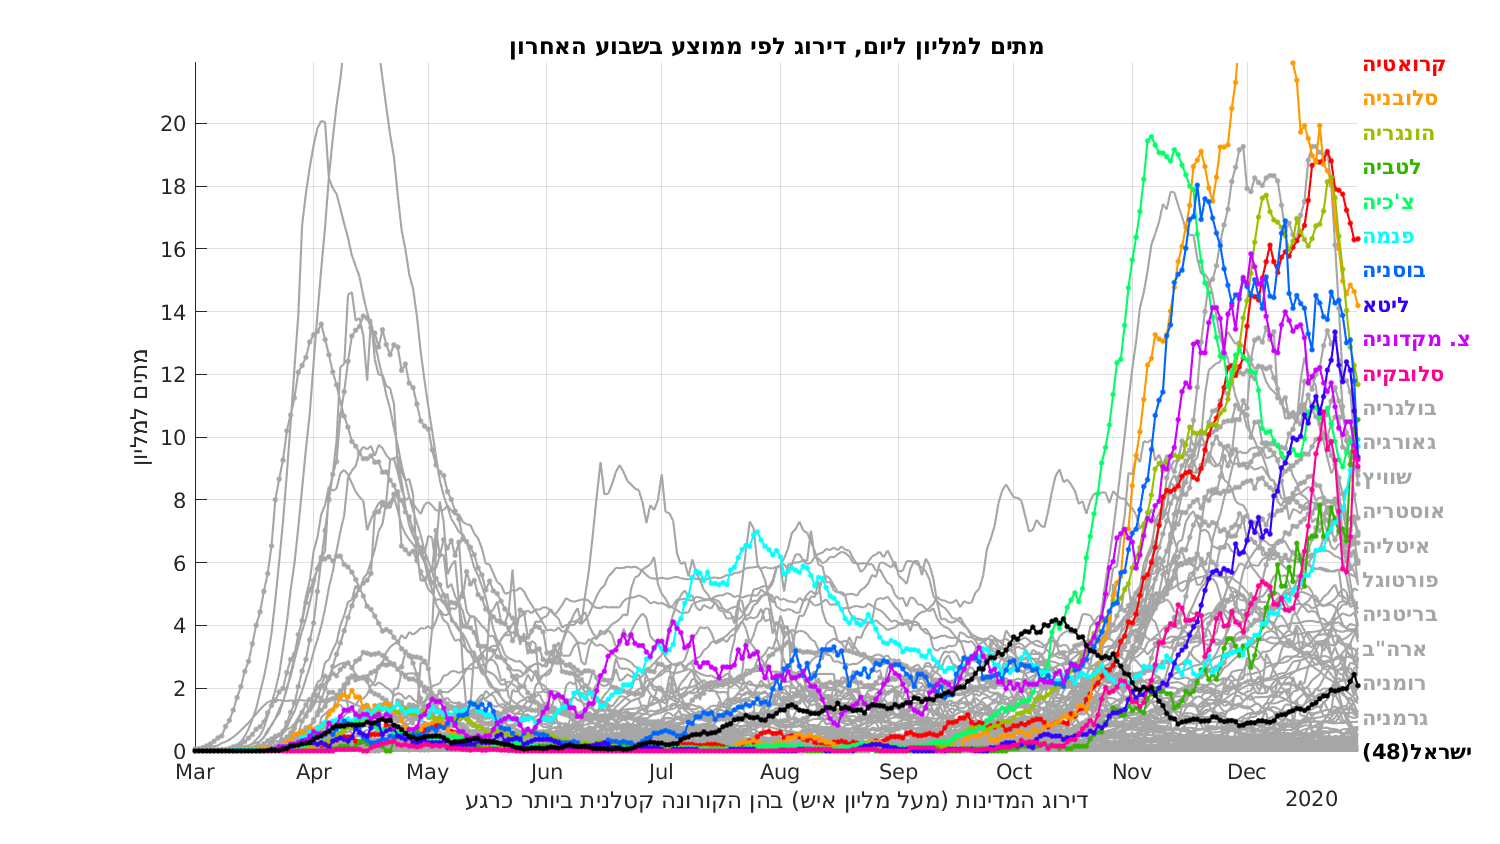 מתים למליון ליום, דירוג לפי ממוצע בשבוע האחרון
מתים למליון
20
18
16
14
12
10
8
6
4
2
0
Mar Apr May Jun Jul Aug Sep Oct Nov Dec
2020
דירוג המדינות (מעל מליון איש) בהן הקורונה קטלנית ביותר כרגע
קרואטיה
סלובניה
הונגריה
לטביה
צ'כיה
פנמה
בוסניה
ליטא
צ. מקדוניה
סלובקיה
בולגריה
גאורגיה
שוויץ
אוסטריה
איטליה
פורטוגל
בריטניה
ארה"ב
רומניה
גרמניה
ישראל(48)